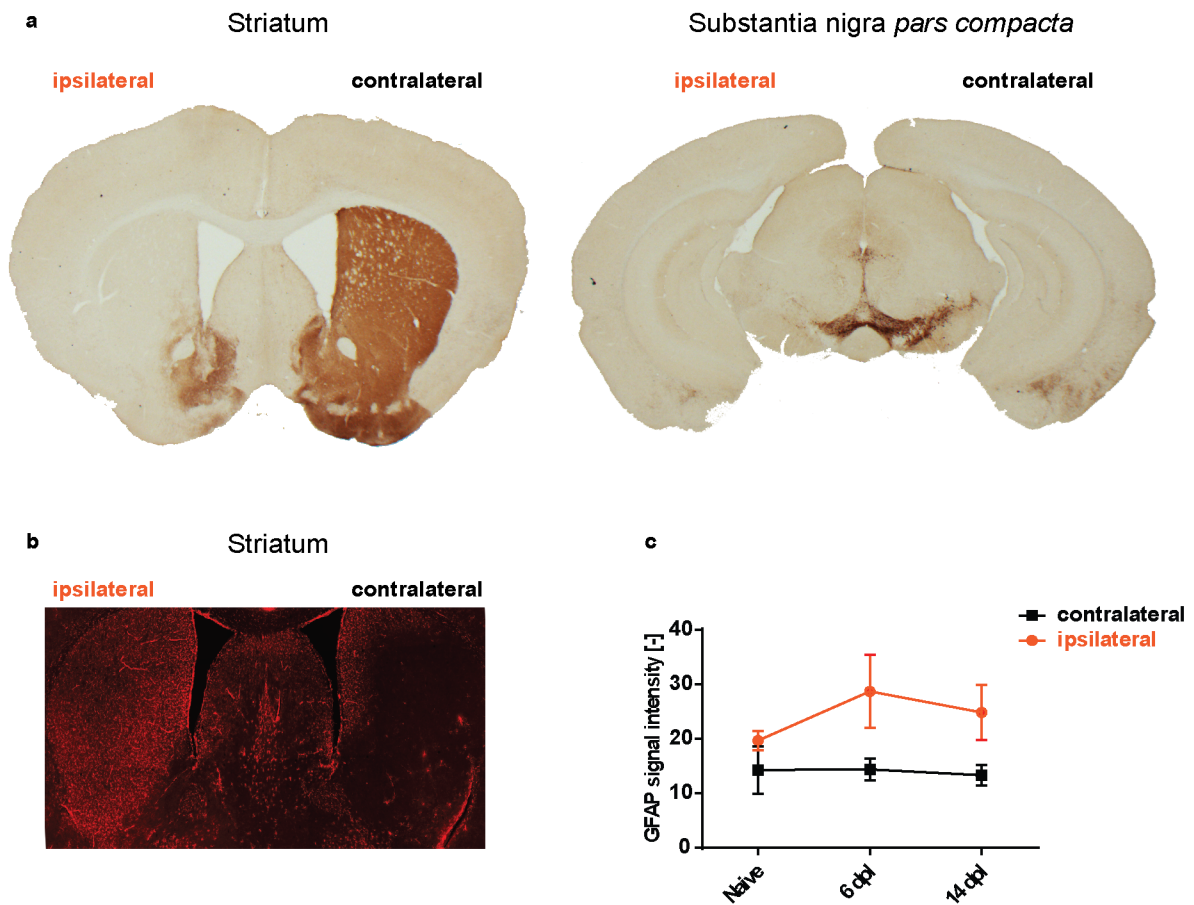 a
Striatum
Substantia nigra pars compacta
ipsilateral
contralateral
ipsilateral
contralateral
b
Striatum
ipsilateral
contralateral
c
contralateral
ipsilateral
GFAP signal intensity [-]
40
30
20
10
0
Naive
6 dpl
14 dpl